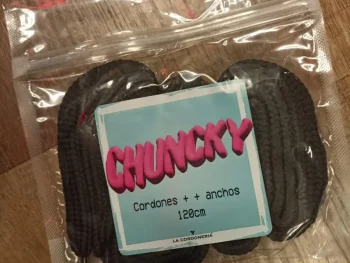 CHUNCKY
Cordones + + anchos
120cm
LA CORDONERIA